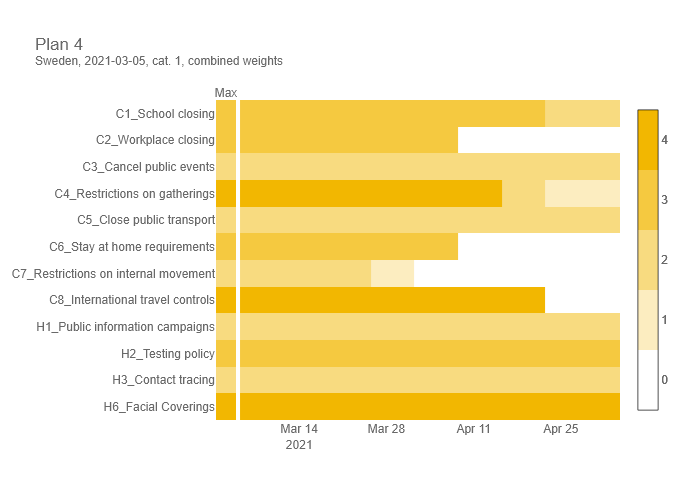 Plan 4
Sweden, 2021-03-05, cat. 1, combined weights
Max
C1_School closing
C2_Workplace closing
C3_Cancel public events
C4_Restrictions on gatherings
C5_Close public transport
C6_Stay at home requirements
C7_Restrictions on internal movement
C8_International travel controls
H1_Public information campaigns
H2_Testing policy
H3_Contact tracing
H6_Facial Coverings
Mar 14 Mar 28 Apr 11 Apr 25
2021
4
3
2
1
0